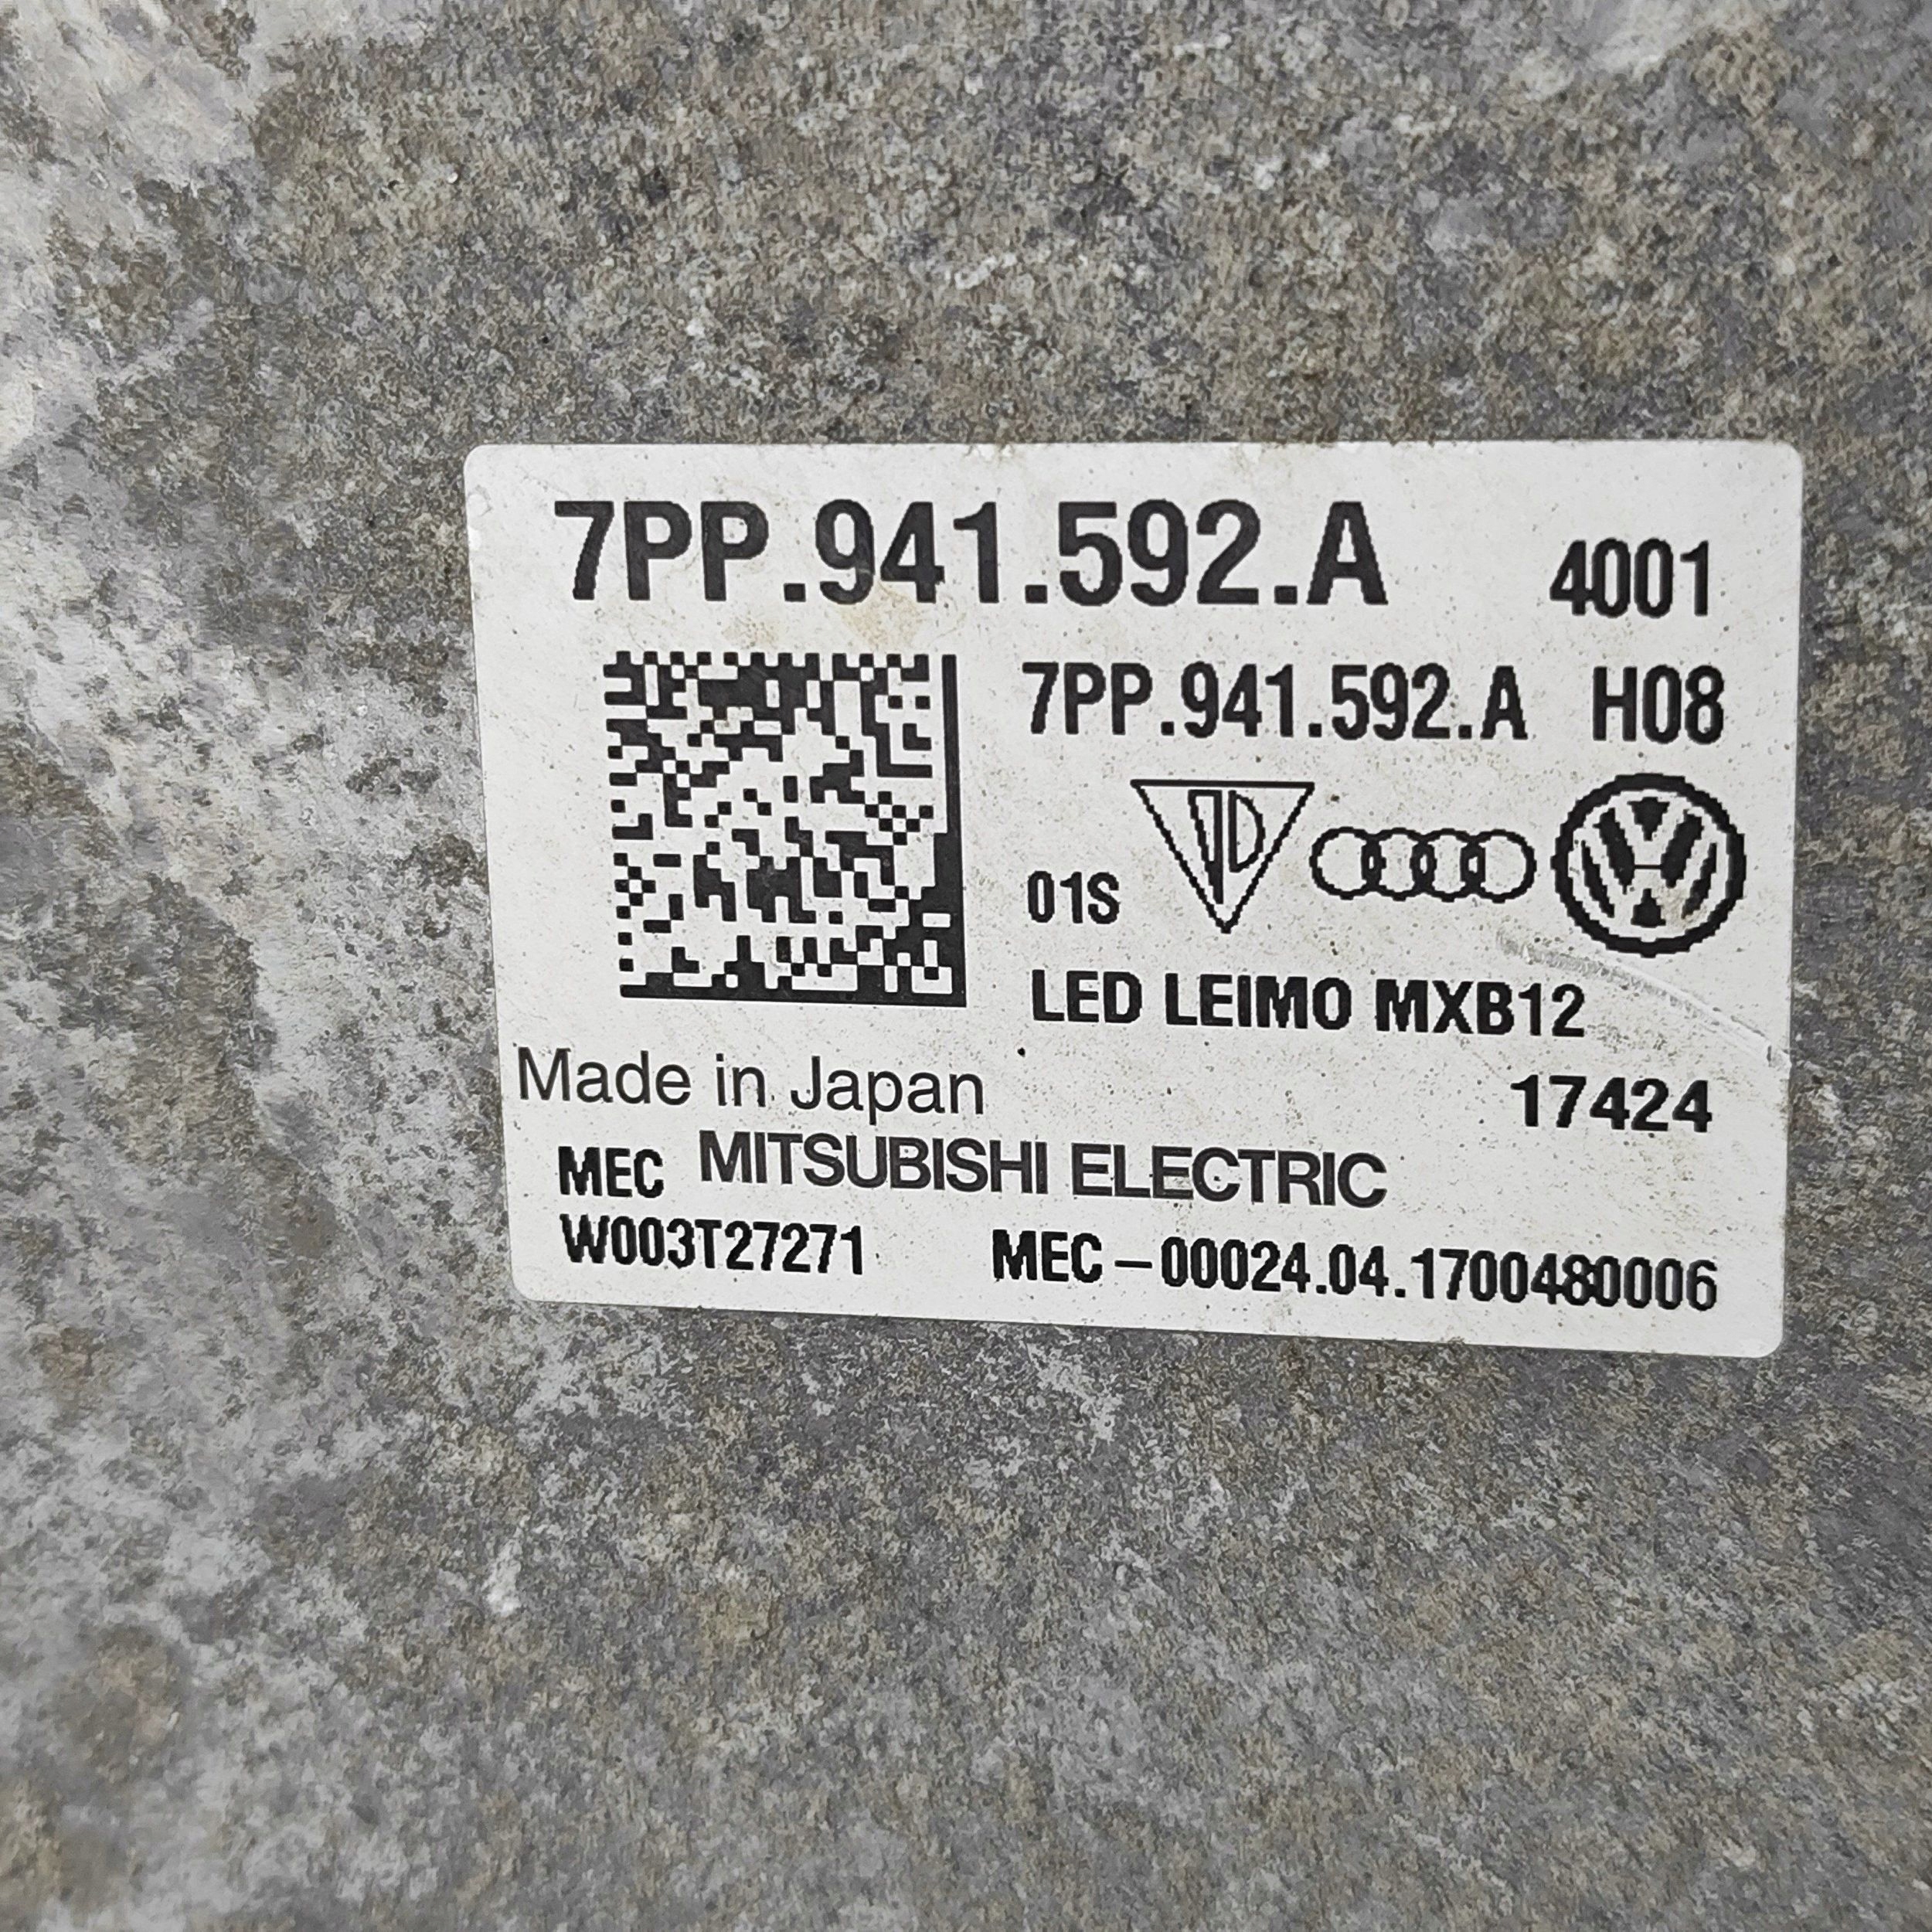 7PP.941.592.A 4001
7PP.941.592.A H08
01S
LED LEIMO MXB12
Made in Japan 17424
MEC MITSUBISHI ELECTRIC
W003T27271 MEC-00024.04.1700480006